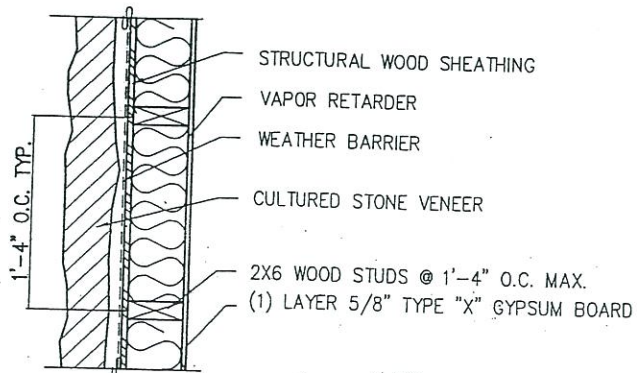 STRUCTURAL WOOD SHEATHING
VAPOR RETARDER
WEATHER BARRIER
1'-4" O.C. TYP.
CULTURED STONE VENEER
2X6 WOOD STUDS @ 1'-4" O.C. MAX.
(1) LAYER 5/8" TYPE "X" GYPSUM BOARD